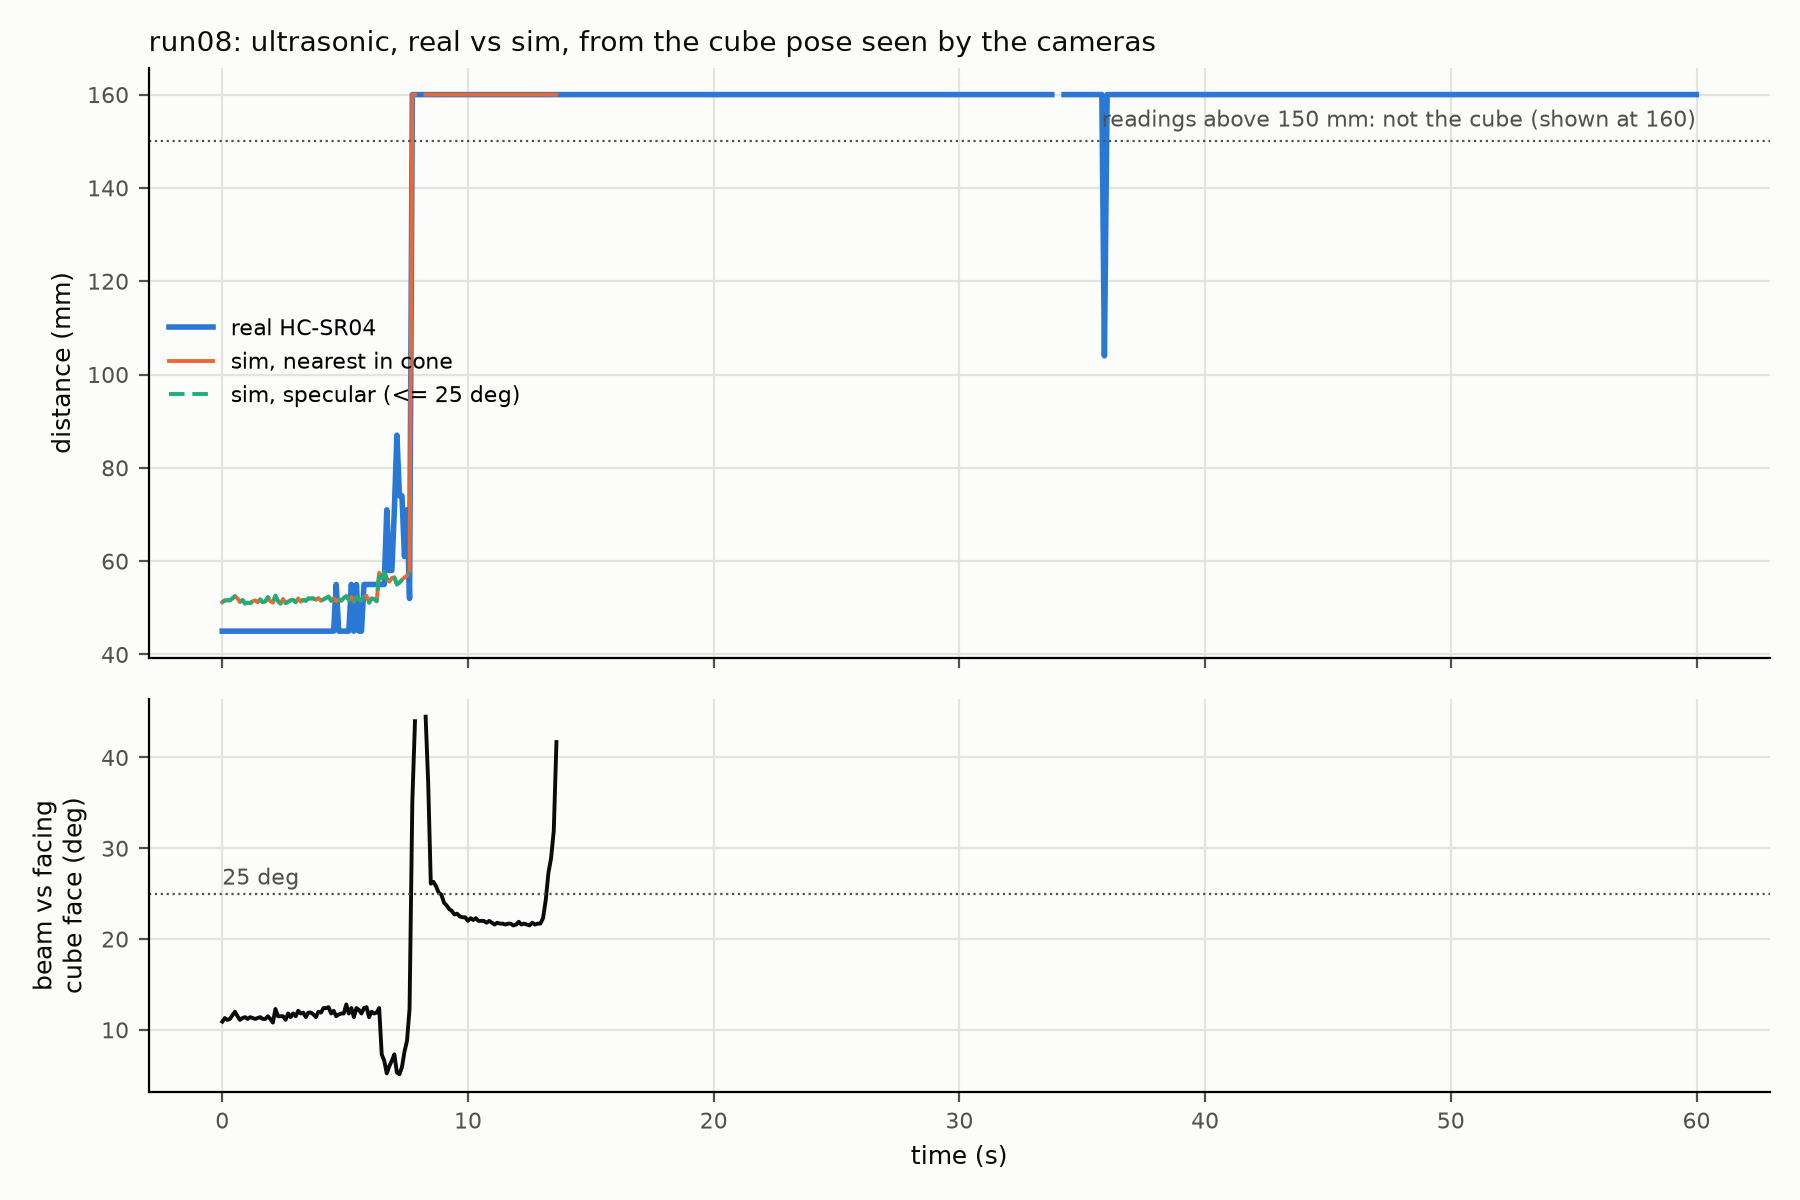 run08: ultrasonic, real vs sim, from the cube pose seen by the cameras
160
readings above 150 mm: not the cube (shown at 160)
140
120
distance (mm)
real HC-SR04
sim, nearest in cone
100
sim, specular (<= 25 deg)
80
60
40
40
beam vs facing
cube face (deg)
30
25 deg
20
10
0
10
20
30
40
50
60
time (s)